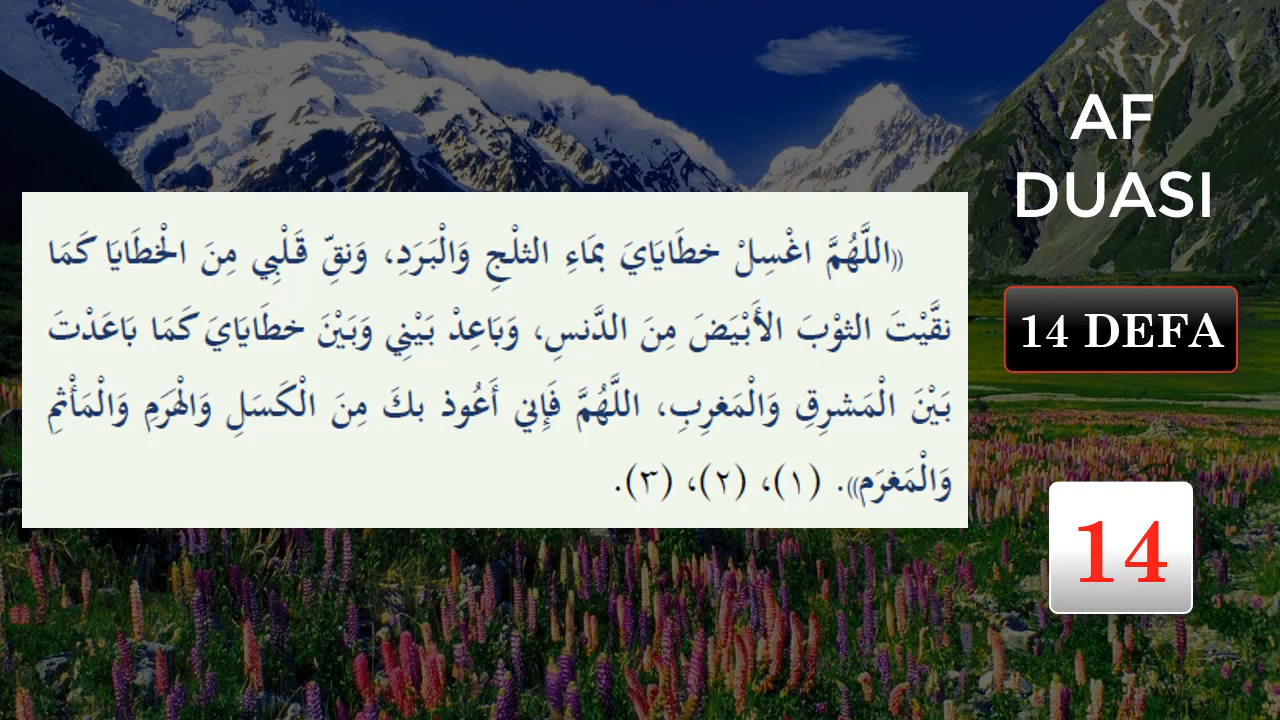 «اللَّهُمَّ اغْسِلْ خطَايَايَ بمَاءِ الثلْجِ وَالْبَرَدِ، وَنقِّ قَلْبِي مِنَ الْخطَايَا كَمَا
نقَّيْتَ الثوْبَ الأَبْيَضَ مِنَ الدَّنسِ، وَبَاعِدْ بَيْنِي وَبَيْنَ خطَايَايَ كَمَا بَاعَدْتَ
بَيْنَ الْمَشرِقِ وَالْمَغرِبِ، اللَّهُمَّ فَإِني أَعُوذ بكَ مِنَ الْكَسَلِ وَالْهَرَمِ وَالْمَأْثمِ
وَالْمَغرَم». (١)، (٢)، (٣).
AF
DUASI
14 DEFA
14